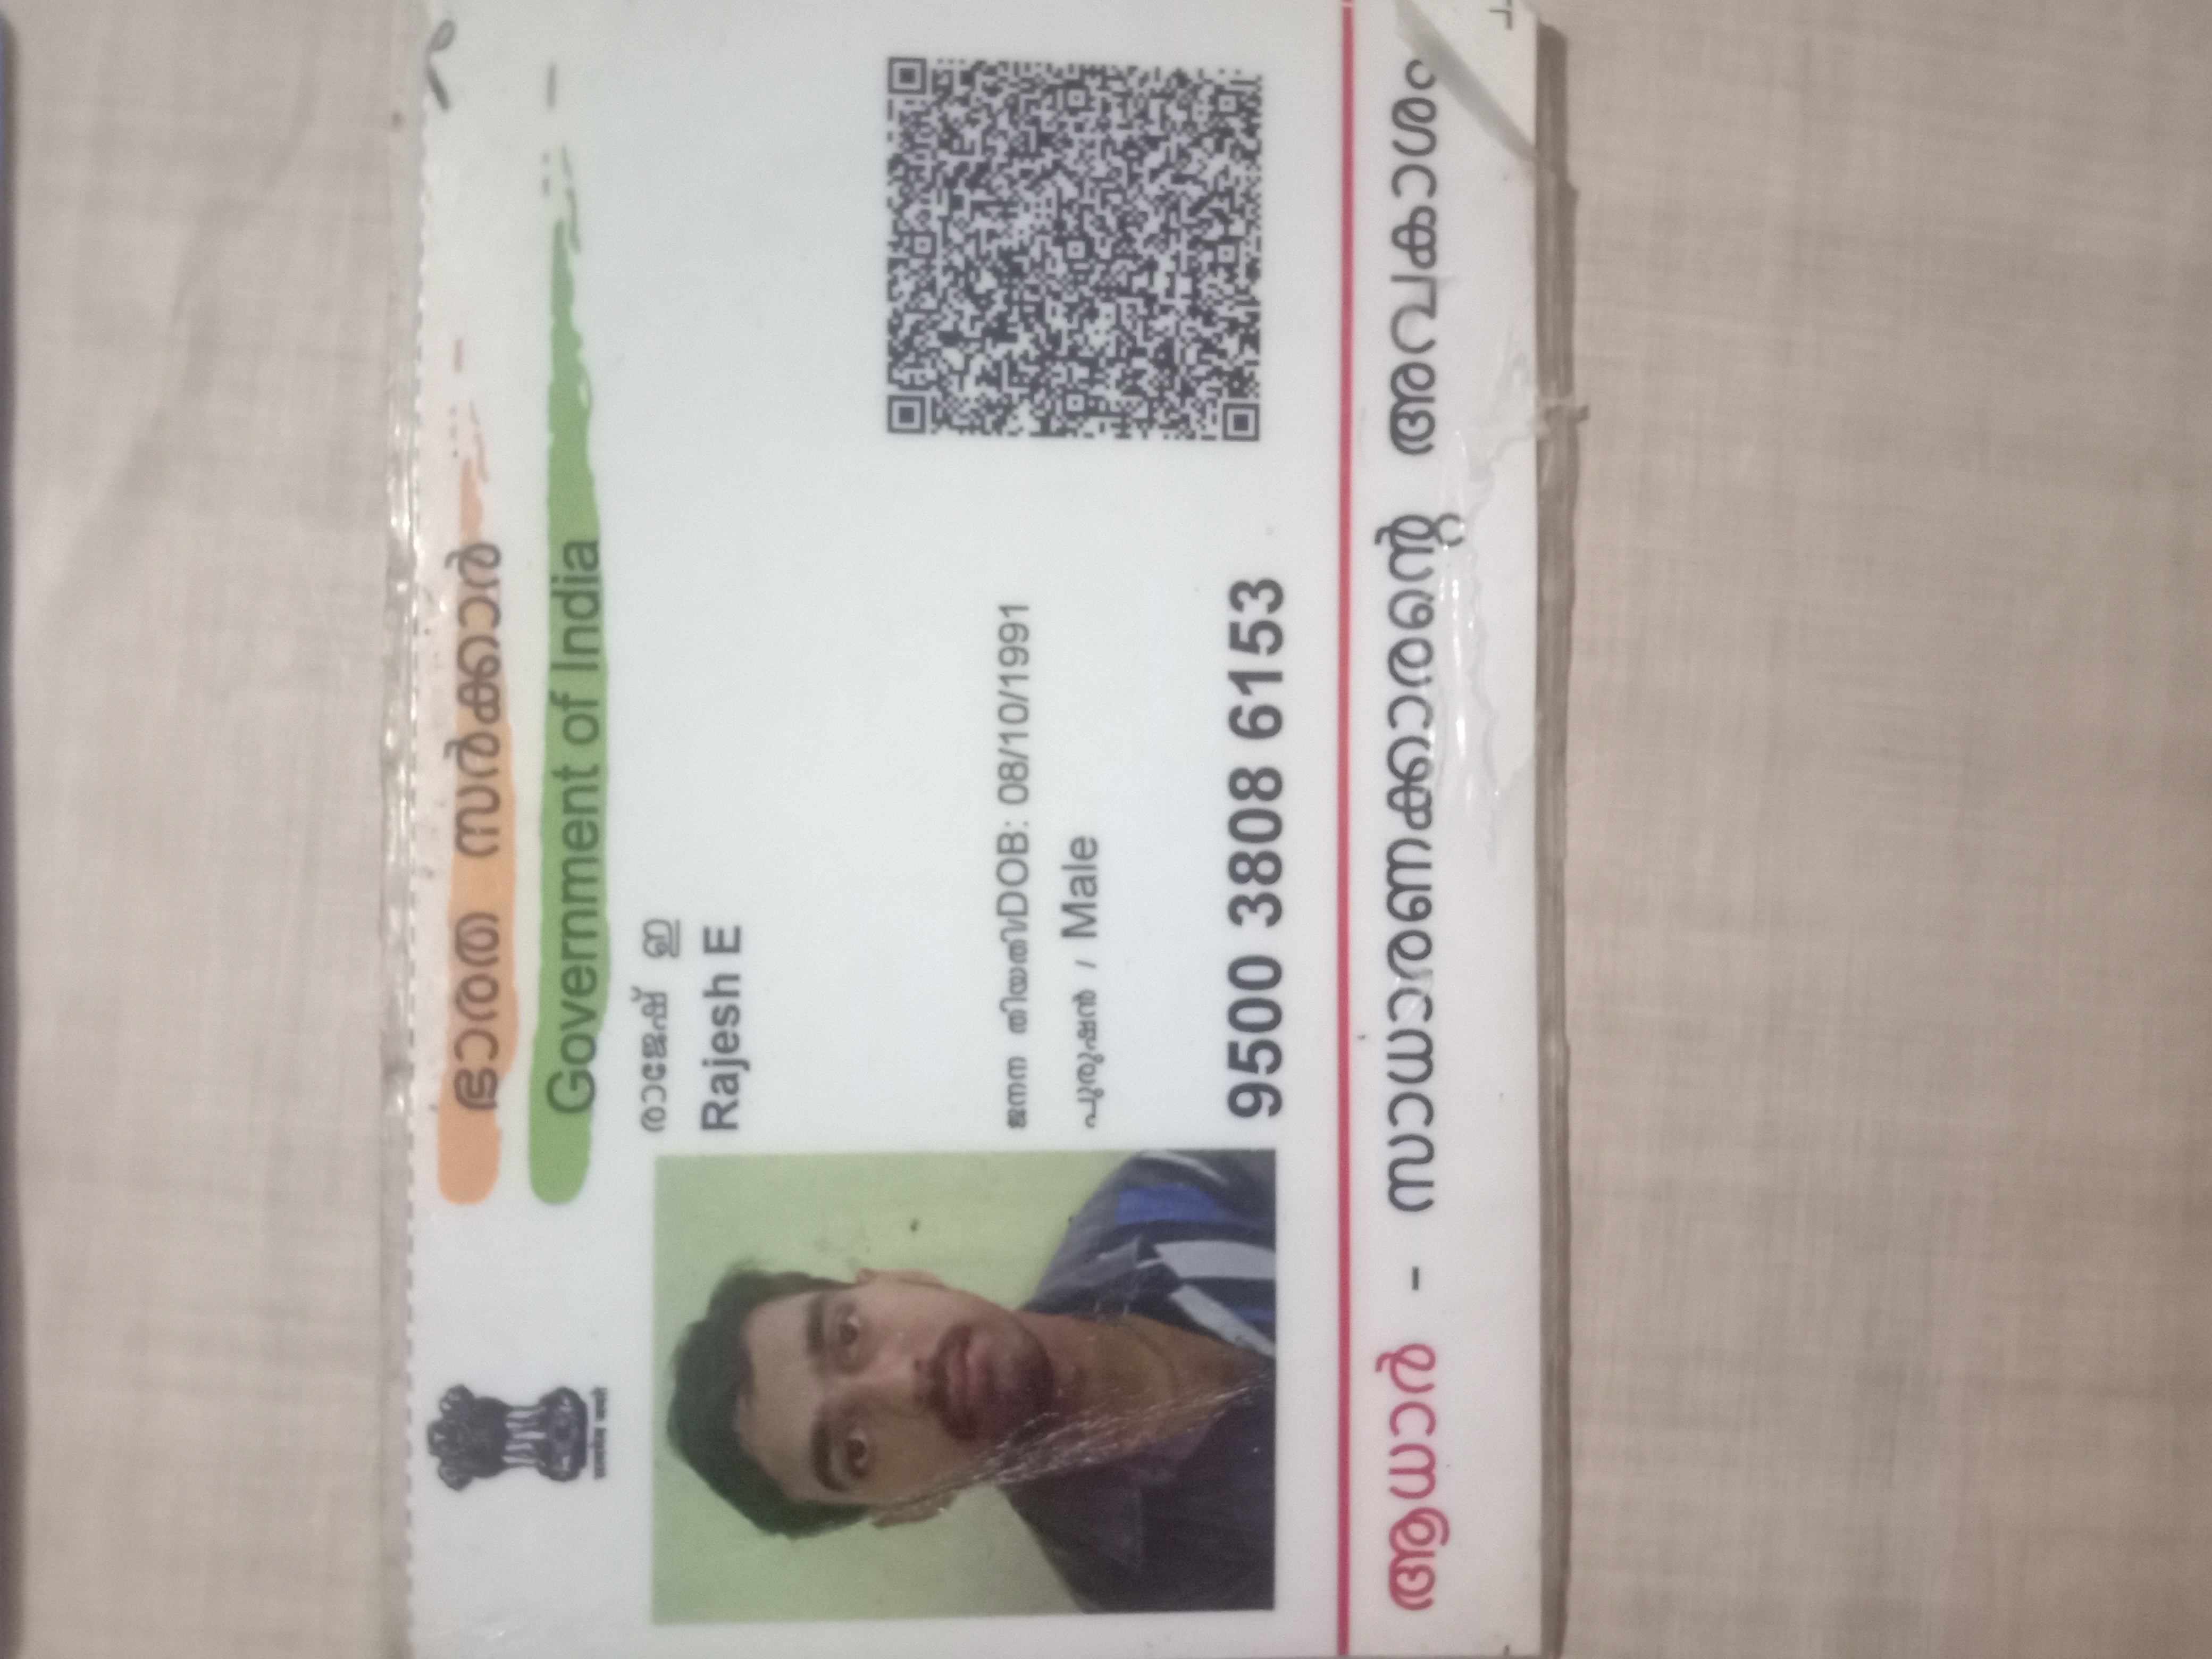 ഭാരത സർക്കാർ
Government of India
രാജേഷ് ഇ
Rajesh E
ജനന തിയതി/DOB: 08/10/1991
പുരുഷൻ / Male
9500 3808 6153
ആധാർ - സാധാരണക്കാരന്റെ അവകാശം